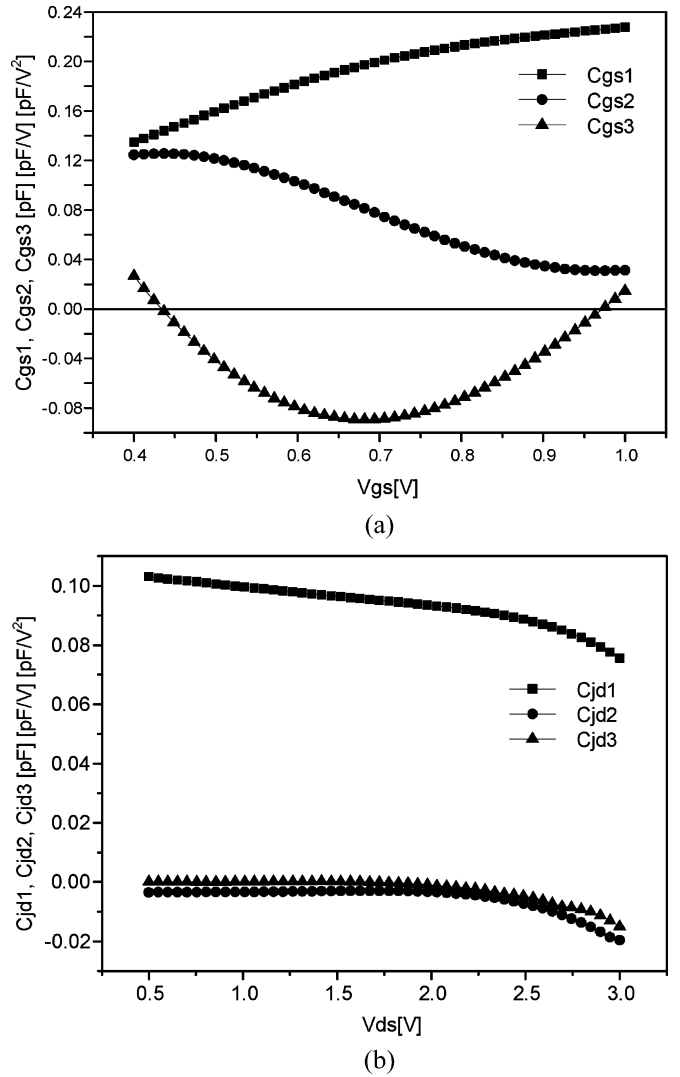 0.24
0.20
0.16
0.12
0.08
0.04
0.00
-0.04
-0.08
Cgs1, Cgs2, Cgs3 [pF] [pF/V] [pF/V²]
Cgs1
Cgs2
Cgs3
0.4 0.5 0.6 0.7 0.8 0.9 1.0
Vgs[V]
(a)
0.10
0.08
0.06
0.04
0.02
0.00
-0.02
Cjd1, Cjd2, Cjd3 [pF] [pF/V] [pF/V²]
Cjd1
Cjd2
Cjd3
0.5 1.0 1.5 2.0 2.5 3.0
Vds[V]
(b)